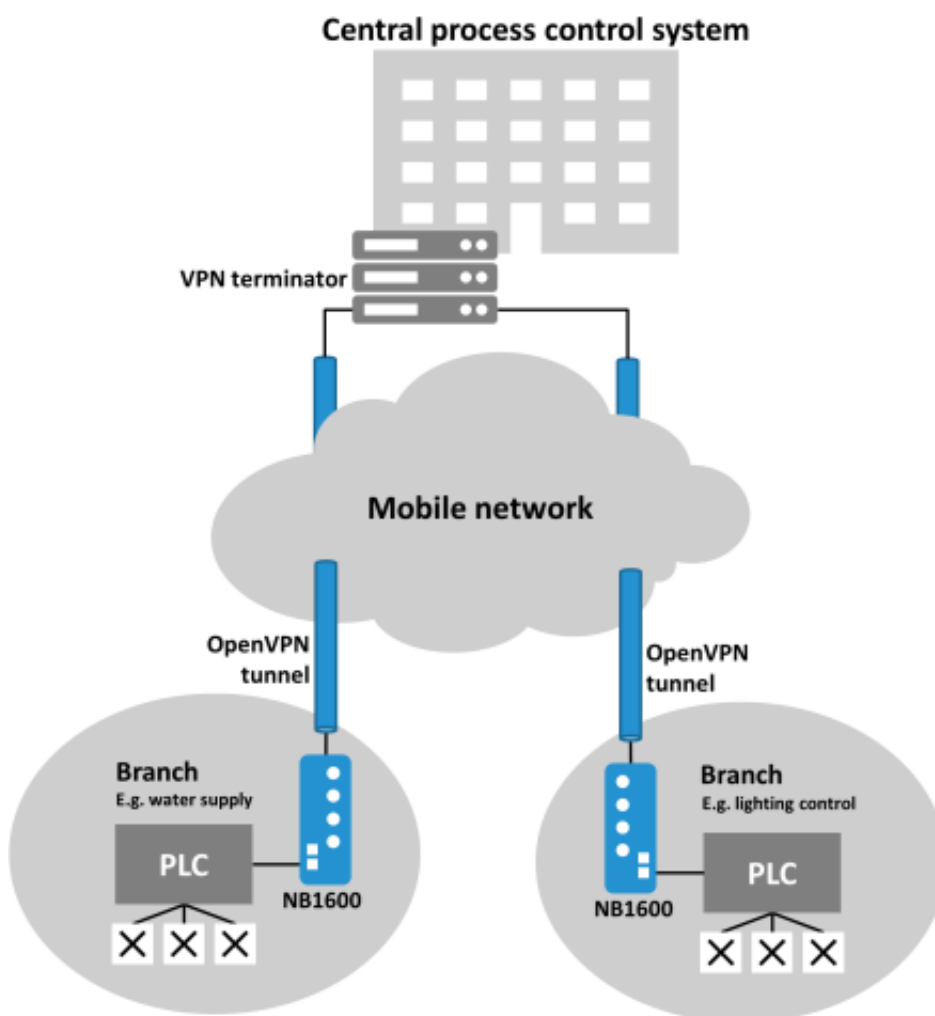 Central process control system
VPN terminator
Mobile network
OpenVPN
tunnel
OpenVPN
tunnel
Branch
E.g. water supply
PLC
NB1600
Branch
E.g. lighting control
PLC
NB1600